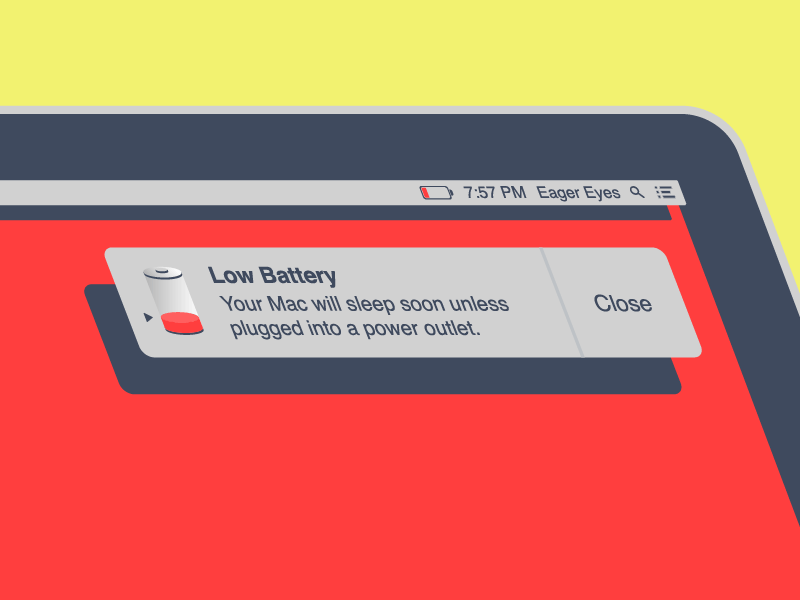 7:57 PM Eager Eyes
Low Battery
Your Mac will sleep soon unless
plugged into a power outlet.
Close